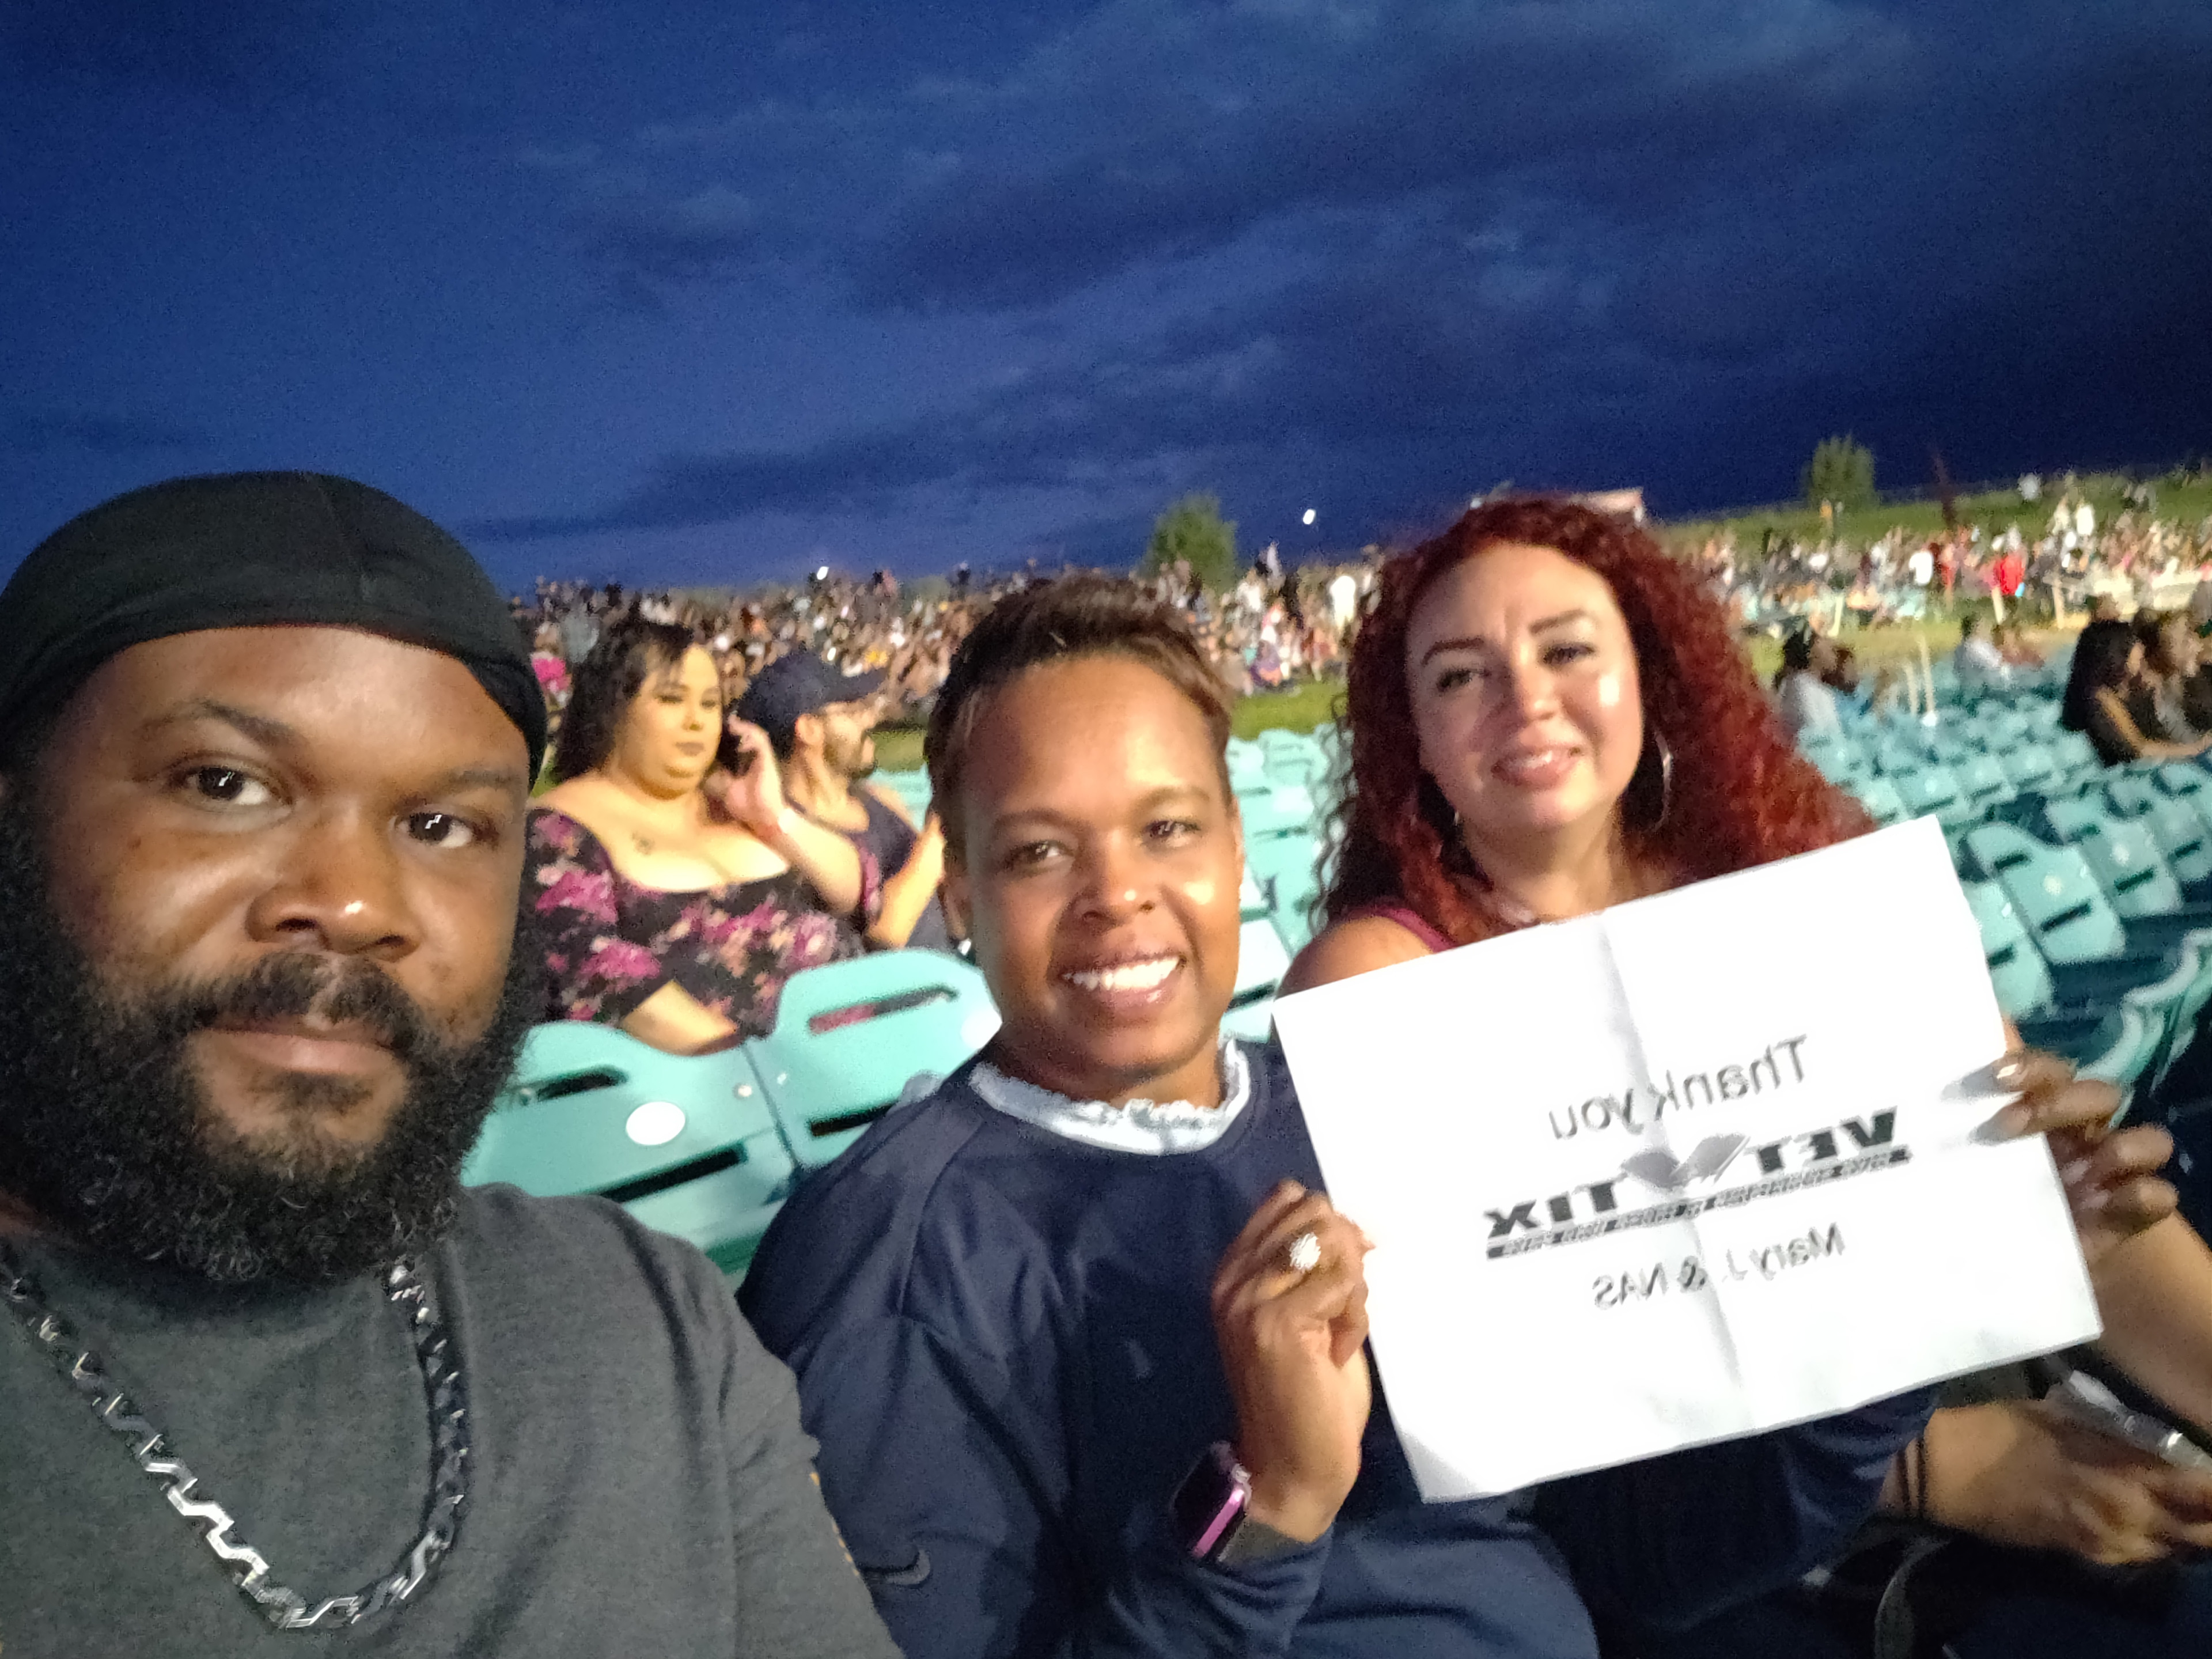 Thank you
VET TIX
Mary J. & NAS